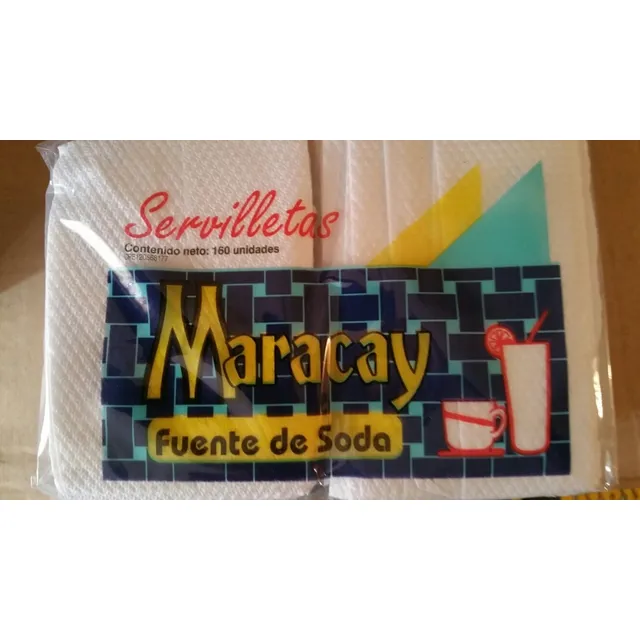 Servilletas
Contenido neto: 160 unidades
Maracay
Fuente de Soda